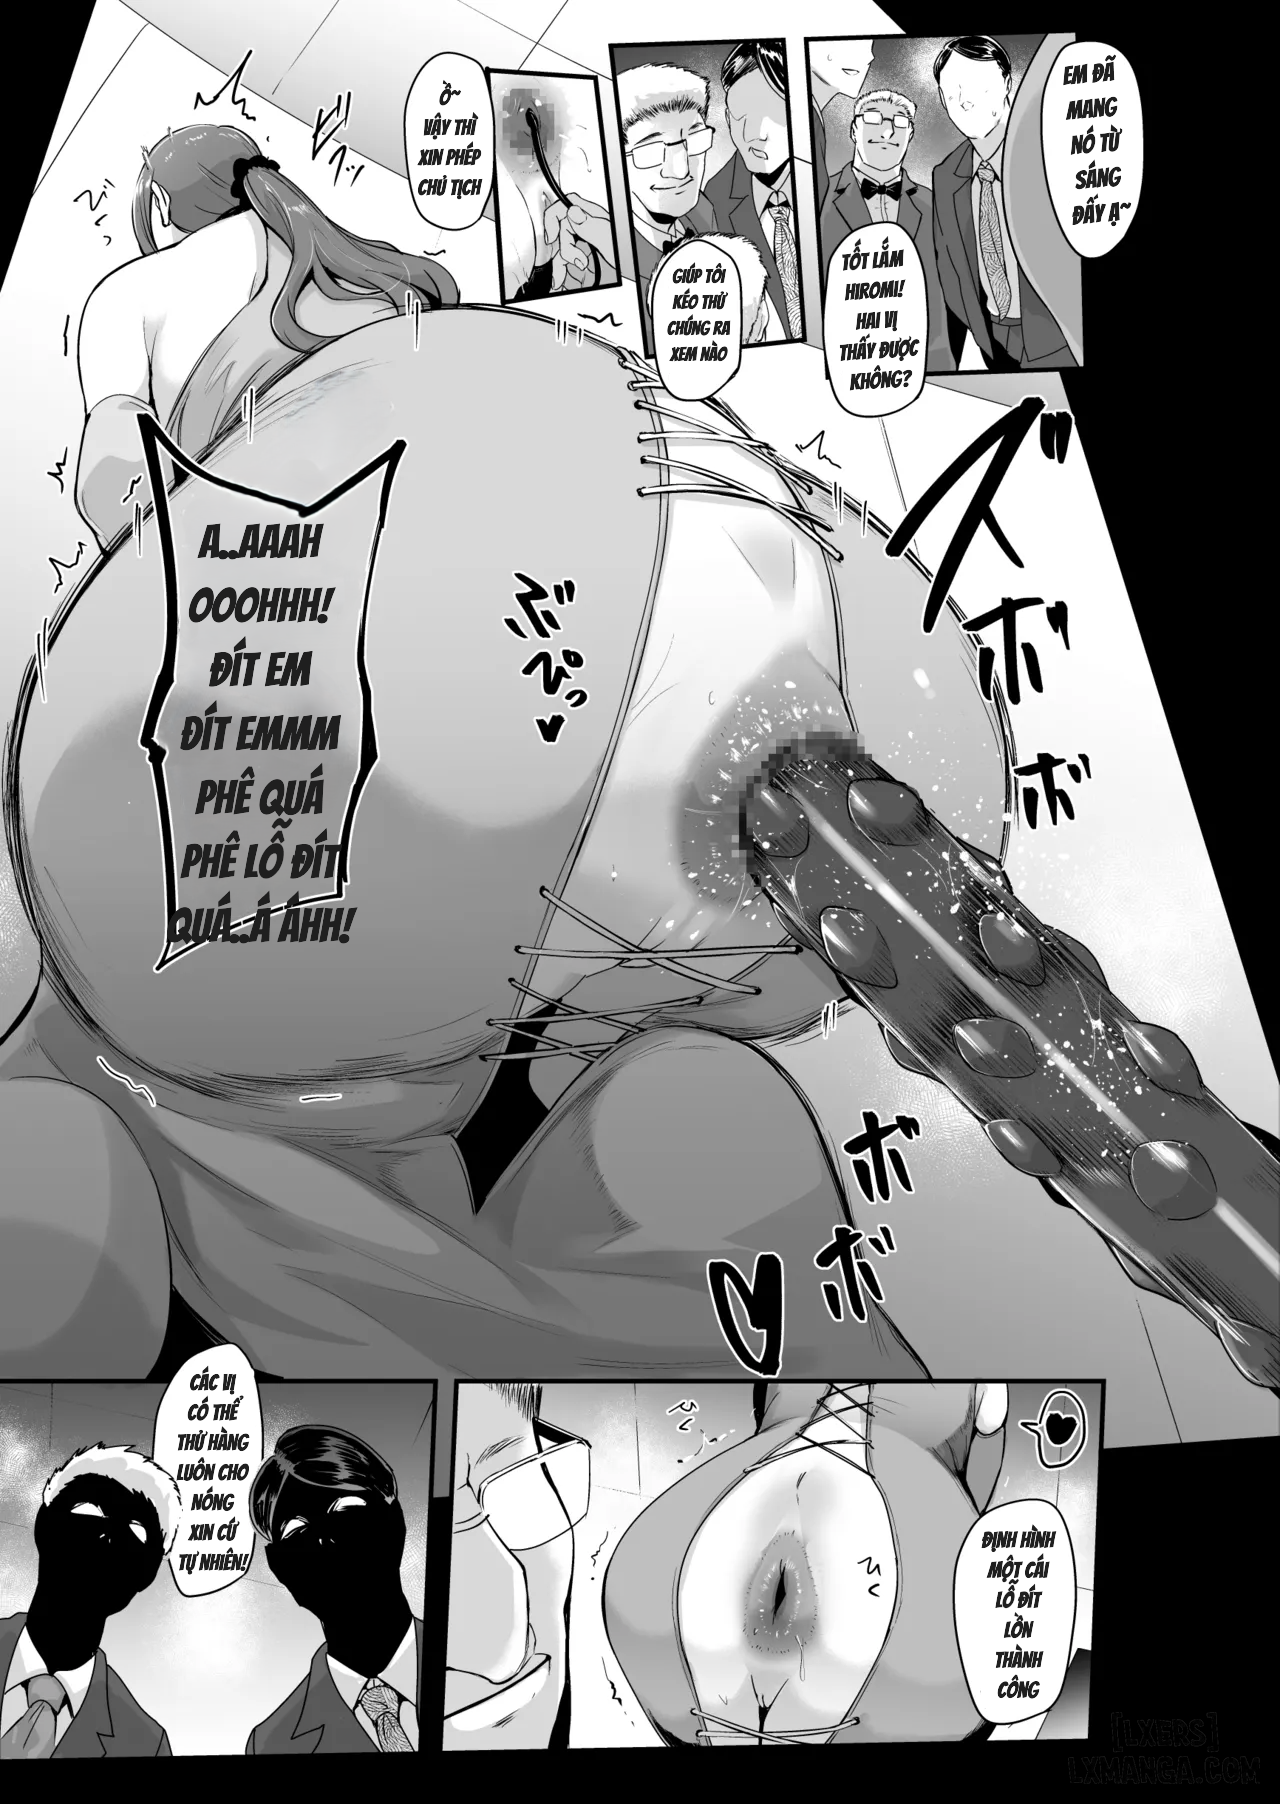 EM ĐÃ
MANG
NÓ TỪ
SÁNG
ĐẤY Ạ~
TỐT LẮM
HIROMI!
HAI VỊ
THẤY ĐƯỢC
KHÔNG?
GIÚP TÔI
KÉO THỬ
CHÚNG RA
XEM NÀO
Ồ~
VẬY THÌ
XIN PHÉP
CHỦ TỊCH
A..AAAH
OOOHHH!
ĐÍT EM
ĐÍT EMMM
PHÊ QUÁ
PHÊ LỖ ĐÍT
QUÁ..Á ÁHH!
ズ
ボボ
ボボ
ぶ
ぴっ
ボボ
ボボ
ĐỊNH HÌNH
MỘT CÁI
LỖ ĐÍT
LỒN
THÀNH
CÔNG
CÁC VỊ
CÓ THỂ
THỬ HÀNG
LUÔN CHO
NÓNG
XIN CỨ
TỰ NHIÊN!
[LXERS]
LXMANGA.COM